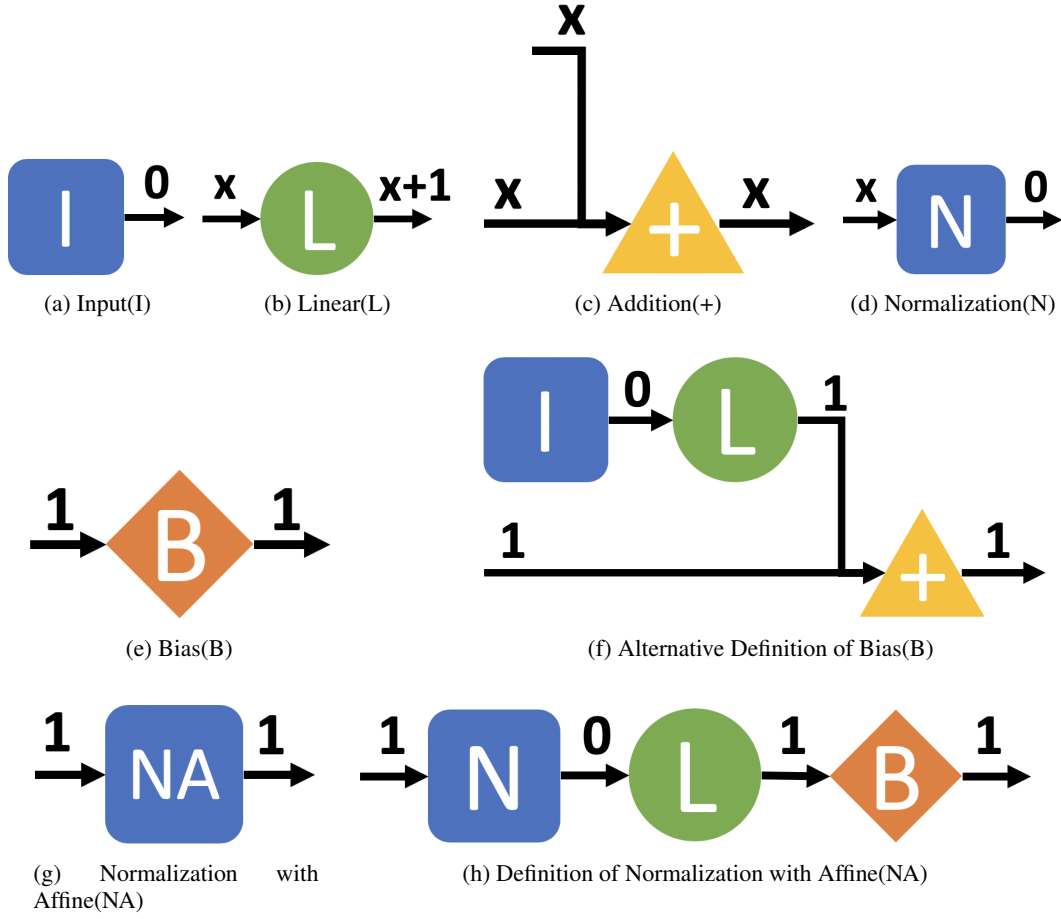 x
I 0 x L x+1 x + x x N 0
(a) Input(I) (b) Linear(L) (c) Addition(+) (d) Normalization(N)
I 0 L 1
1 B 1
1 + 1
(e) Bias(B) (f) Alternative Definition of Bias(B)
1 NA 1 1 N 0 L 1 B 1
(g) Normalization with
Affine(NA)
(h) Definition of Normalization with Affine(NA)